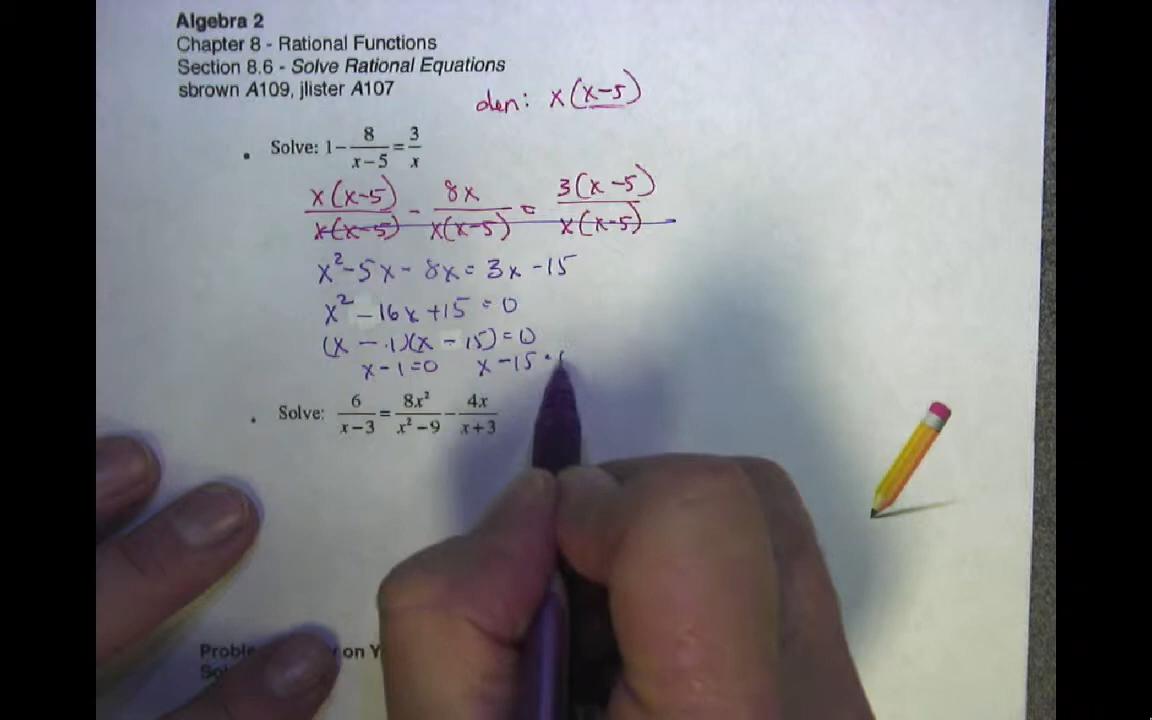 Algebra 2
Chapter 8 - Rational Functions
Section 8.6 - Solve Rational Equations
sbrown A109, jlister A107
den: x(x-5)
Solve: 1 - 8/(x-5) = 3/x
x(x-5)/x(x-5) - 8x/x(x-5) = 3(x-5)/x(x-5)
x² - 5x - 8x = 3x - 15
x² - 16x + 15 = 0
(x - 1)(x - 15) = 0
x - 1 = 0 x - 15
Solve: 6/(x-3) = 8x²/(x²-9) - 4x/(x+3)
on